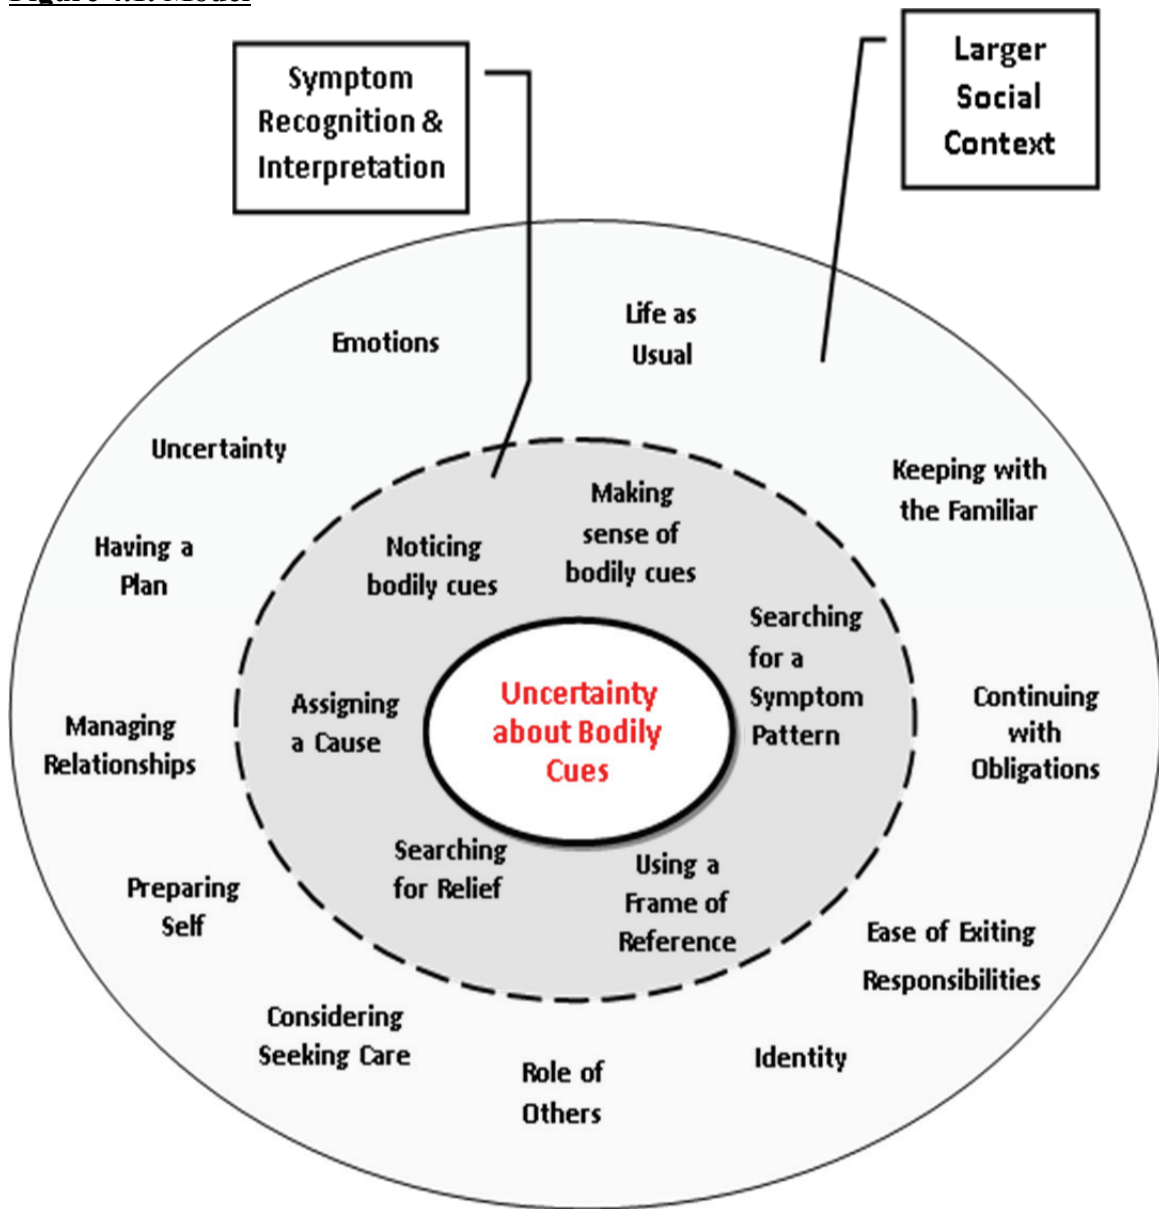 Symptom
Recognition &
Interpretation
Larger
Social
Context
Emotions
Life as
Usual
Uncertainty
Keeping with
the Familiar
Having a
Plan
Noticing
bodily cues
Making
sense of
bodily cues
Searching
for a
Symptom
Pattern
Assigning
a Cause
Uncertainty
about Bodily
Cues
Managing
Relationships
Continuing
with
Obligations
Searching
for Relief
Using a
Frame of
Reference
Preparing
Self
Ease of Exiting
Responsibilities
Considering
Seeking Care
Role of
Others
Identity